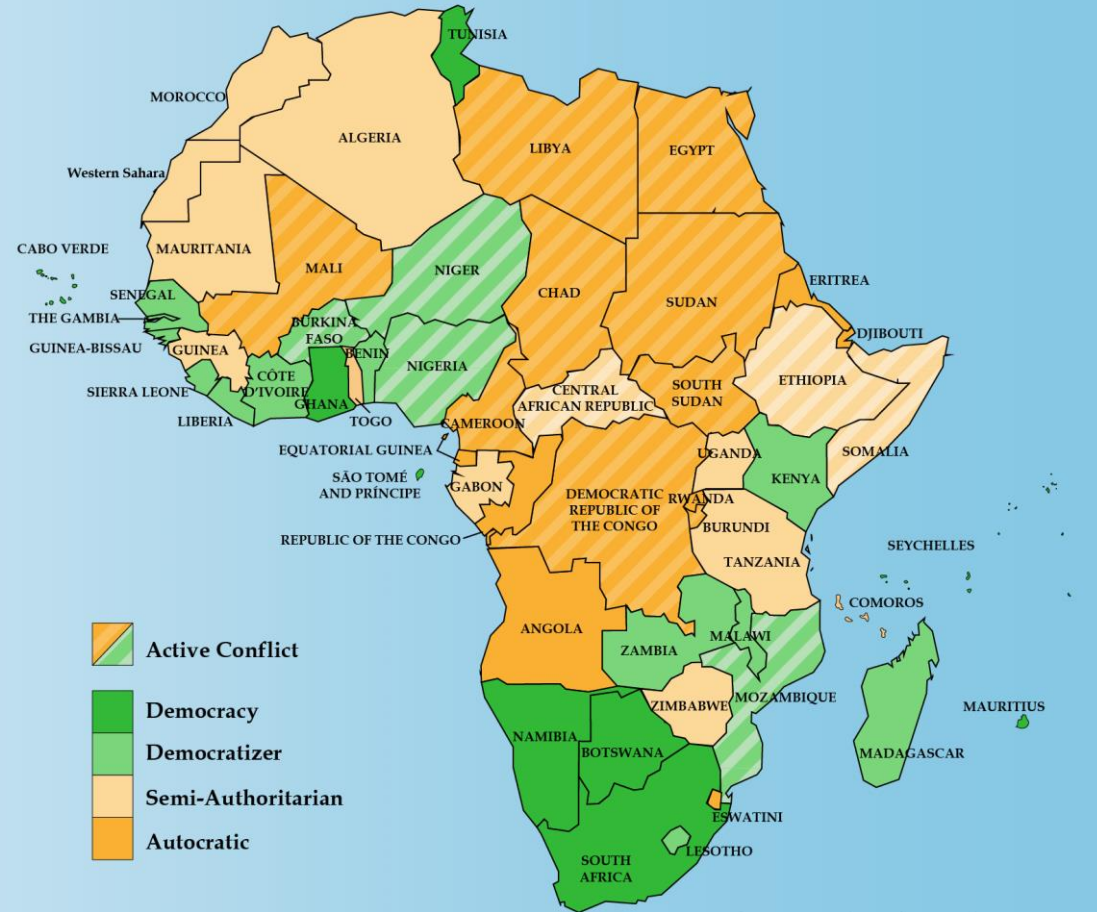 TUNISIA
MOROCCO
ALGERIA
LIBYA
EGYPT
Western Sahara
CABO VERDE
MAURITANIA
MALI
NIGER
CHAD
SUDAN
ERITREA
SENEGAL
THE GAMBIA
BURKINA
FASO
DJIBOUTI
GUINEA-BISSAU
GUINEA
BENIN
NIGERIA
ETHIOPIA
SIERRA LEONE
CÔTE
D'IVOIRE
GHANA
CENTRAL
AFRICAN REPUBLIC
SOUTH
SUDAN
LIBERIA
TOGO
CAMEROON
EQUATORIAL GUINEA
UGANDA
SOMALIA
SÃO TOMÉ
AND PRÍNCIPE
GABON
KENYA
DEMOCRATIC
REPUBLIC OF
THE CONGO
RWANDA
BURUNDI
REPUBLIC OF THE CONGO
TANZANIA
SEYCHELLES
COMOROS
ANGOLA
MALAWI
ZAMBIA
MOZAMBIQUE
ZIMBABWE
MAURITIUS
NAMIBIA
BOTSWANA
MADAGASCAR
ESWATINI
LESOTHO
SOUTH
AFRICA
Active Conflict
Democracy
Democratizer
Semi-Authoritarian
Autocratic